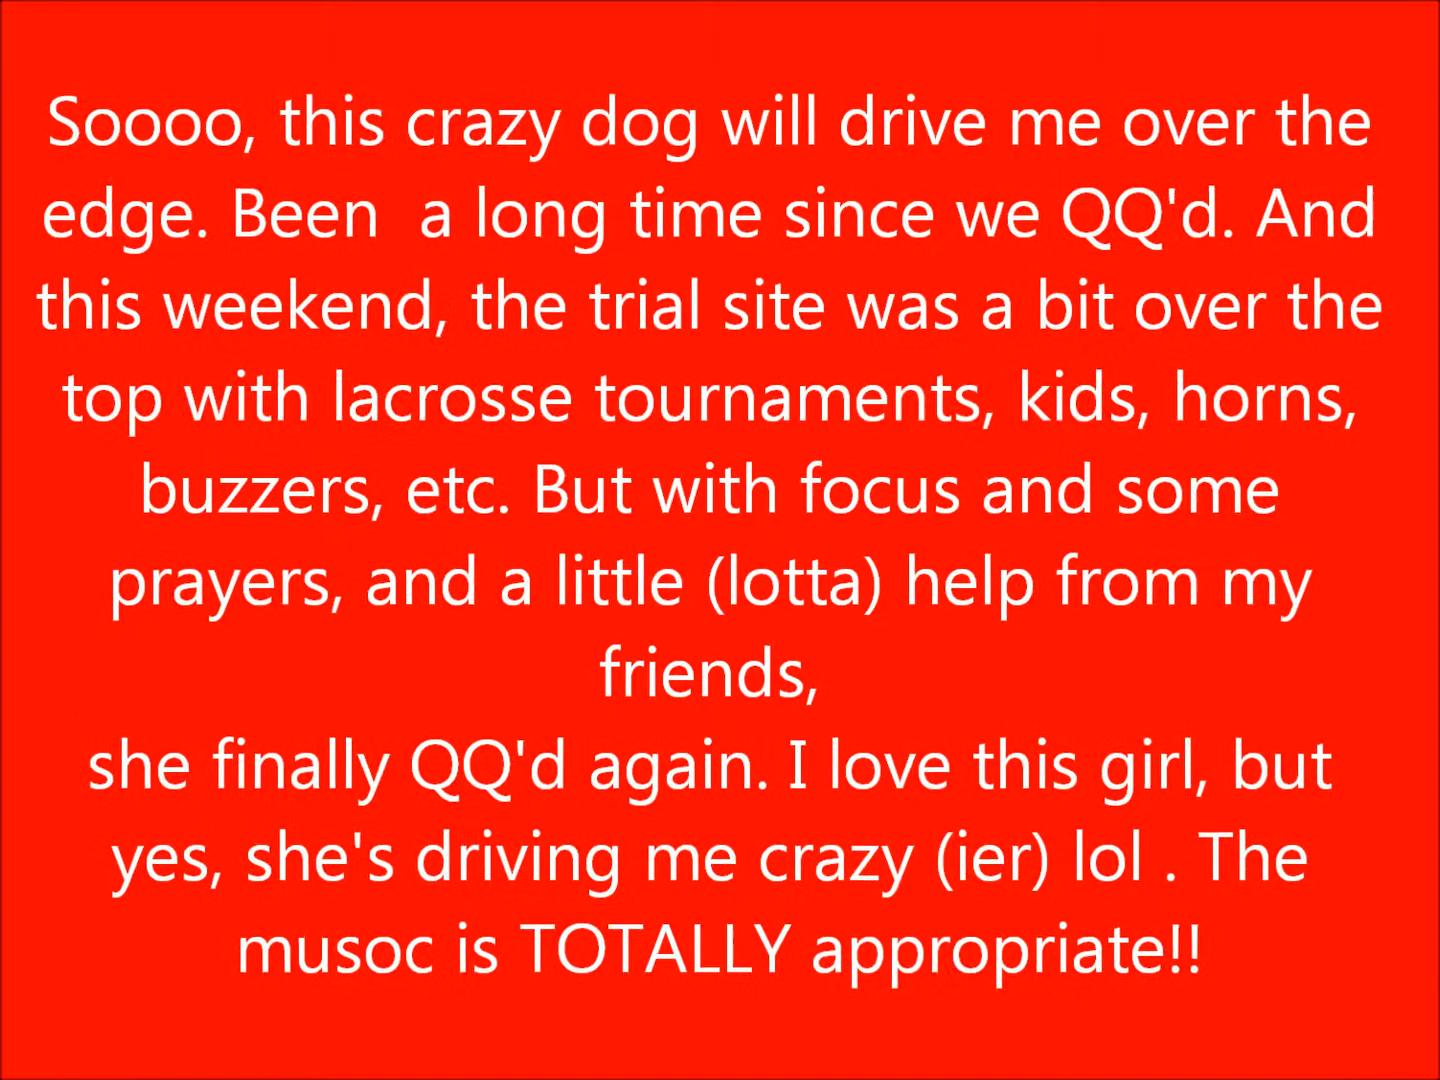 Soooo, this crazy dog will drive me over the
edge. Been  a long time since we QQ'd. And
this weekend, the trial site was a bit over the
top with lacrosse tournaments, kids, horns,
buzzers, etc. But with focus and some
prayers, and a little (lotta) help from my
friends,
she finally QQ'd again. I love this girl, but
yes, she's driving me crazy (ier) lol . The
musoc is TOTALLY appropriate!!